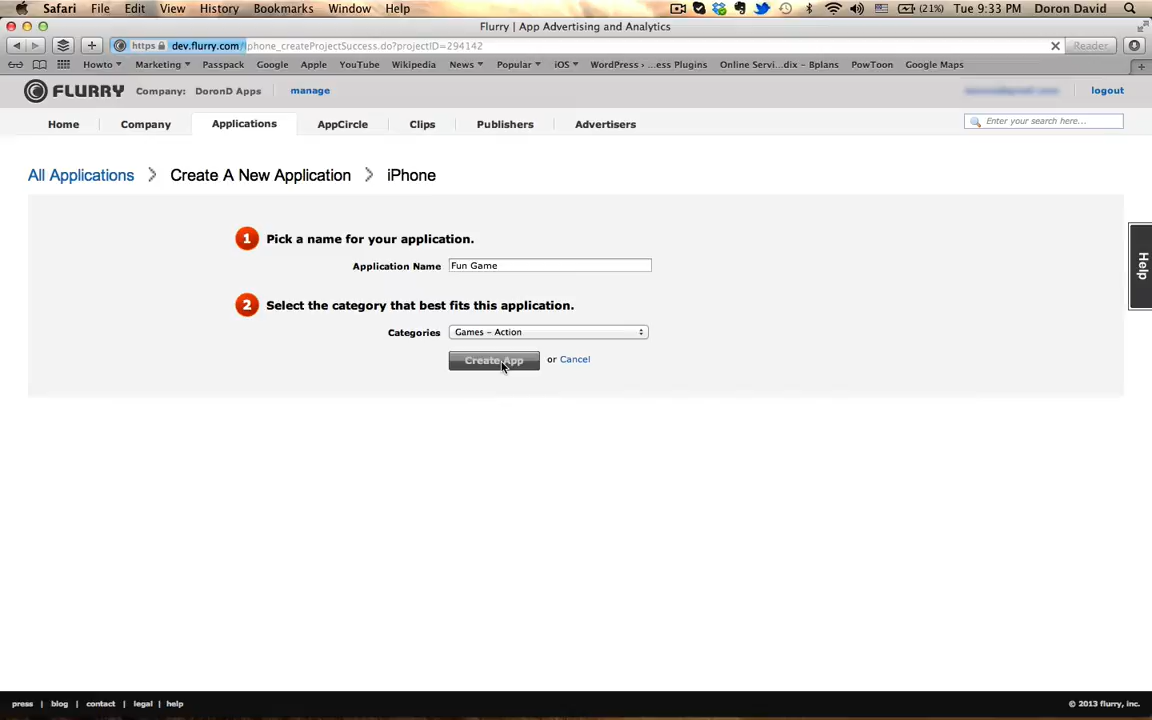 Safari File Edit View History Bookmarks Window Help (21%) Tue 9:33 PM Doron David
Flurry | App Advertising and Analytics
https dev.flurry.com/iphone_createProjectSuccess.do?projectID=294142 Reader
Howto Marketing Passpack Google Apple YouTube Wikipedia News Popular iOS WordPress › ...ess Plugins Online Servi...dix – Bplans PowToon Google Maps
FLURRY Company: DoronD Apps manage logout
Home Company Applications AppCircle Clips Publishers Advertisers Enter your search here...
All Applications Create A New Application iPhone
1 Pick a name for your application.
Application Name Fun Game
2 Select the category that best fits this application.
Categories Games – Action
Create App or Cancel
Help
press | blog | contact | legal | help © 2013 flurry, inc.